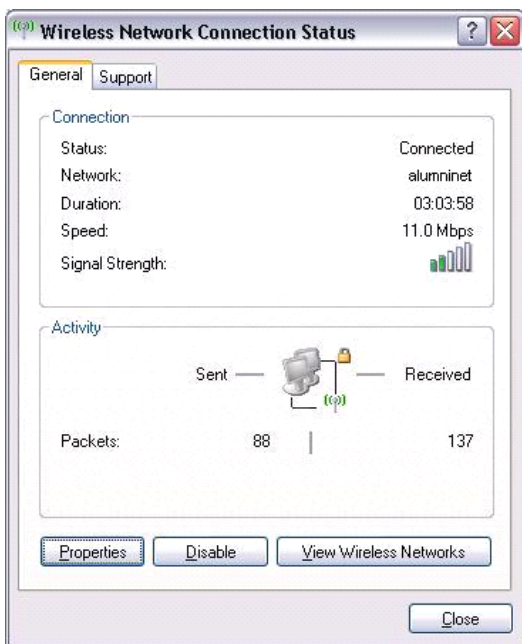 Wireless Network Connection Status
General Support
Connection
Status: Connected
Network: alumninet
Duration: 03:03:58
Speed: 11.0 Mbps
Signal Strength:
Activity
Sent Received
Packets: 88 137
Properties Disable View Wireless Networks
Close